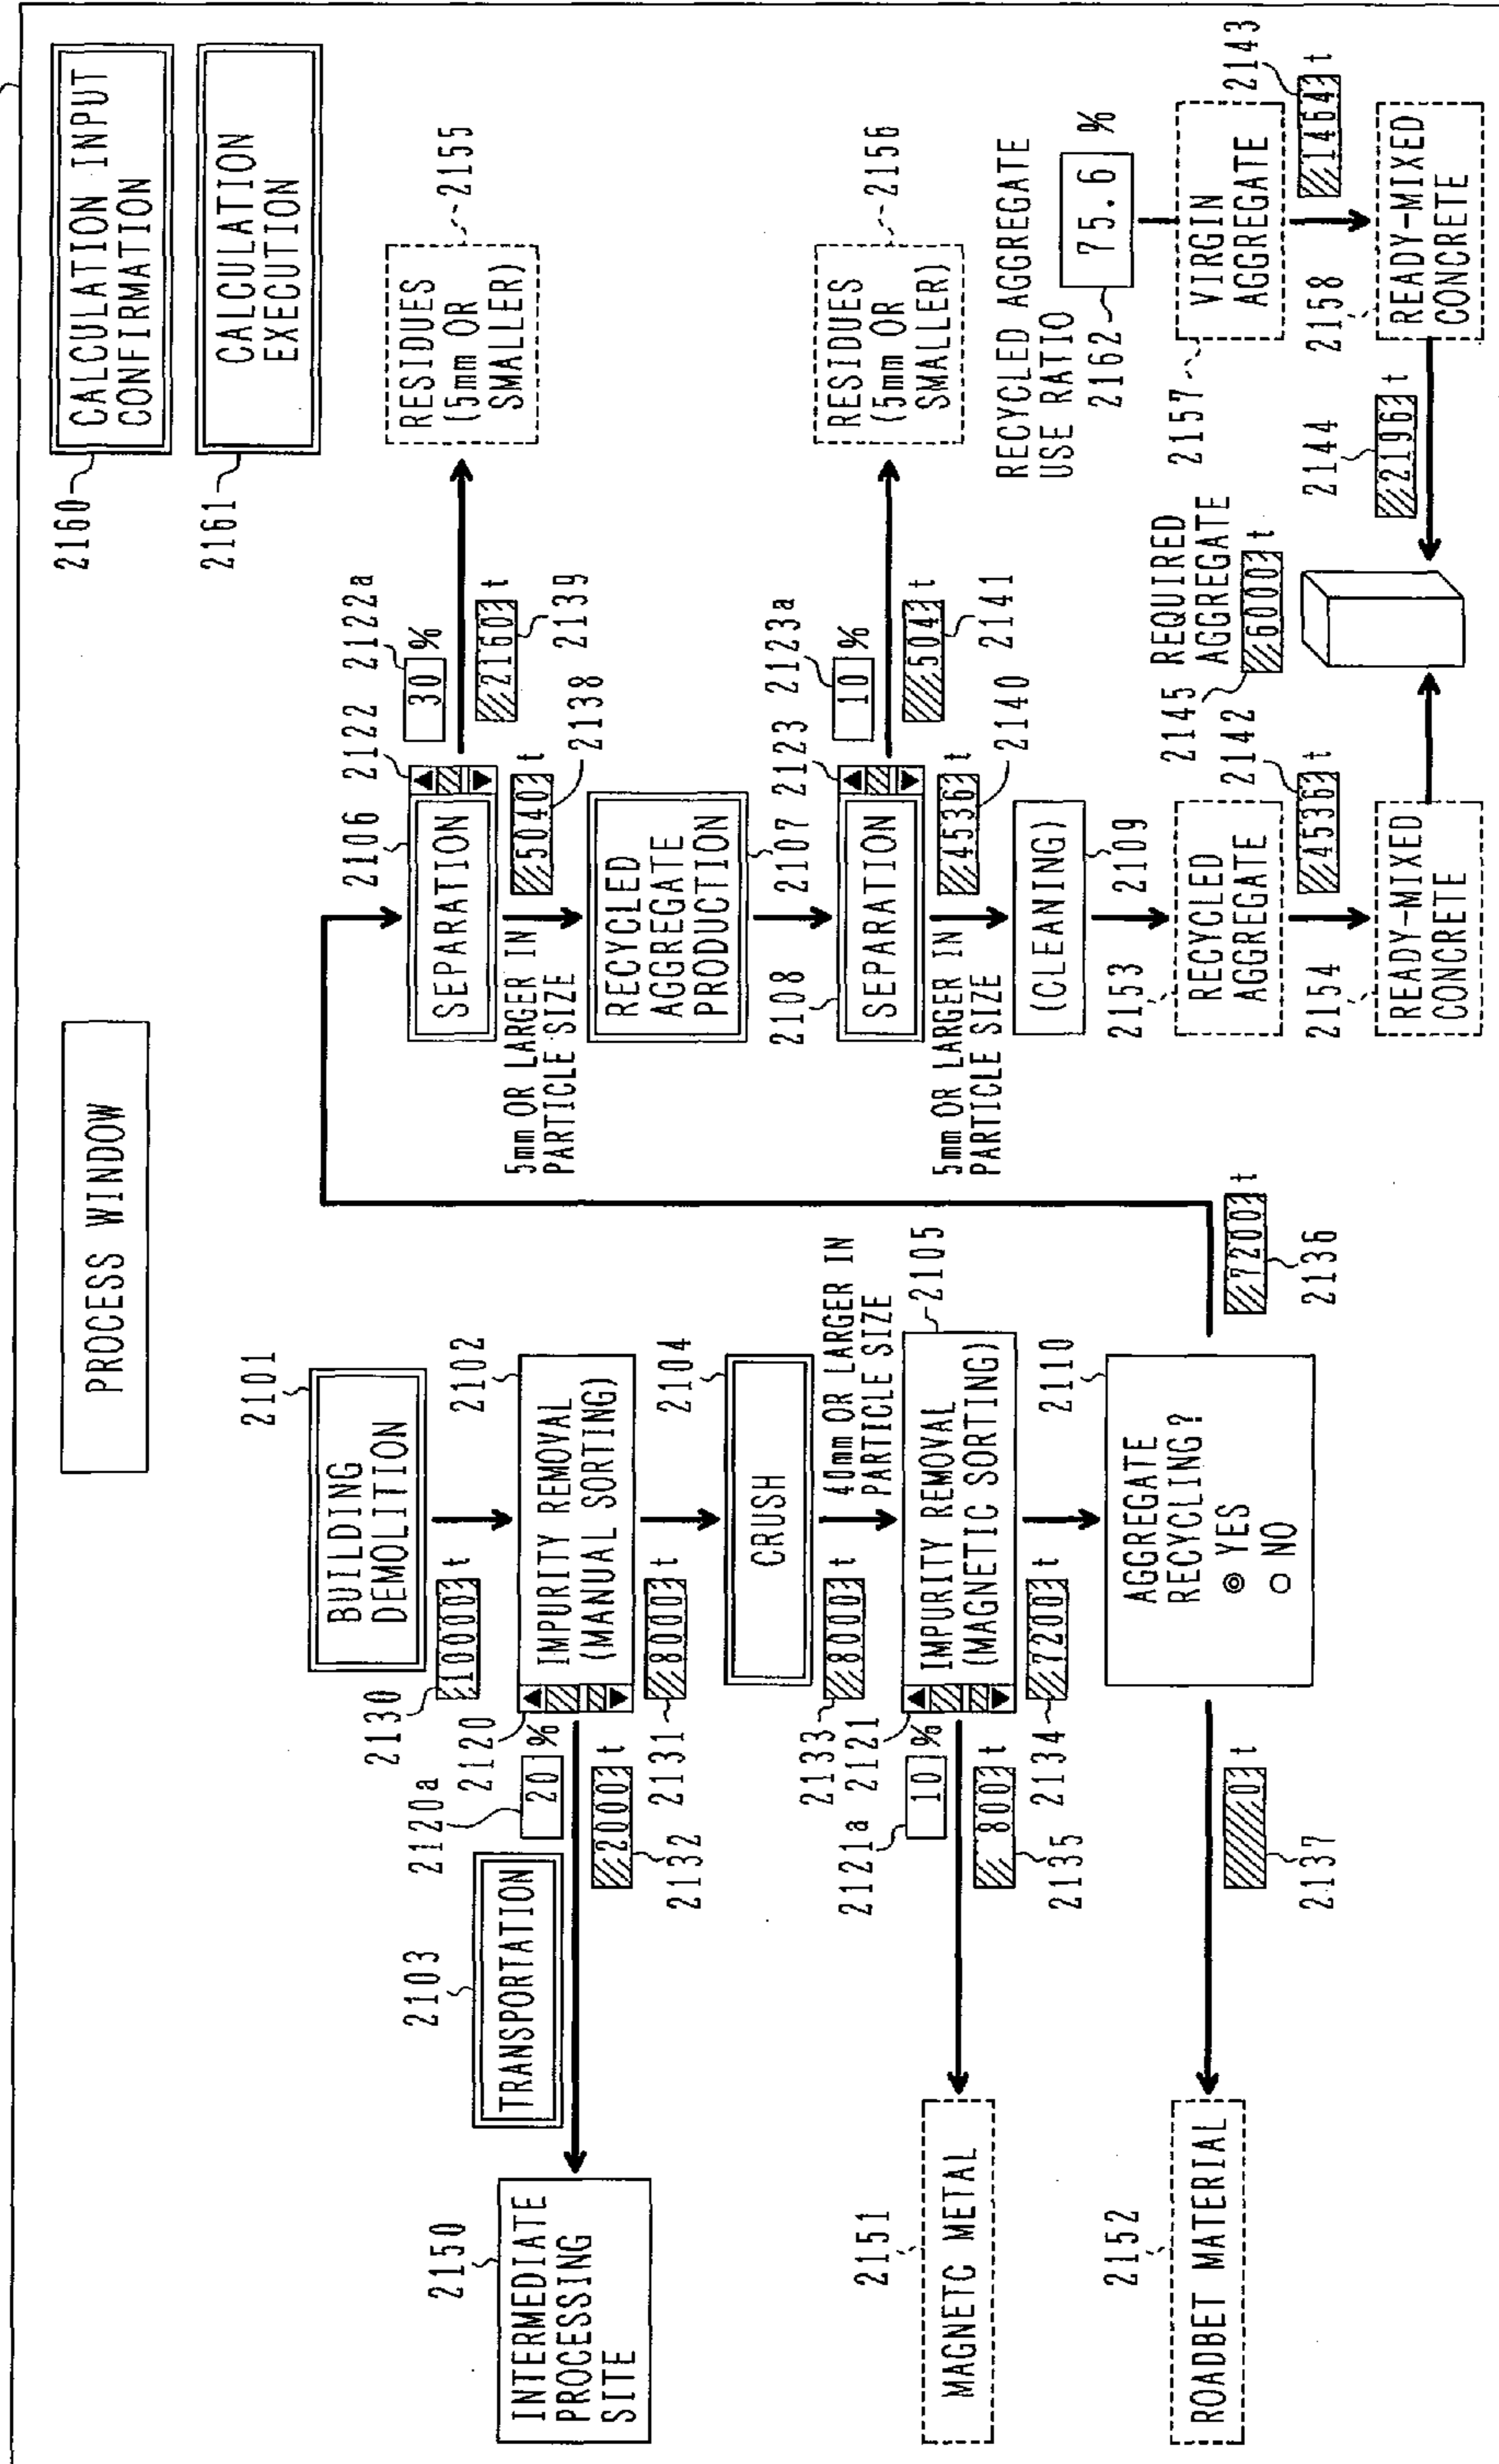 PROCESS WINDOW
2160
CALCULATION INPUT
CONFIRMATION
2161
CALCULATION
EXECUTION
2101
BUILDING
DEMOLITION
2130
10000 t
2102
IMPURITY REMOVAL
(MANUAL SORTING)
2120
2120a
20 %
2103
TRANSPORTATION
2000 t
2132
2150
INTERMEDIATE
PROCESSING
SITE
8000 t
2131
2104
CRUSH
40mm OR LARGER IN
PARTICLE SIZE
2133
8000 t
2105
IMPURITY REMOVAL
(MAGNETIC SORTING)
2121
2121a
10 %
800 t
2135
2151
MAGNETC METAL
7200 t
2134
2110
AGGREGATE
RECYCLING?
YES
NO
0 t
2137
2152
ROADBET MATERIAL
7200 t
2136
2106
SEPARATION
2122
2122a
30 %
2160 t
2139
RESIDUES
(5mm OR
SMALLER)
2155
5mm OR LARGER IN
PARTICLE SIZE
5040 t
2138
RECYCLED
AGGREGATE
PRODUCTION
2107
2108
SEPARATION
2123
2123a
10 %
504 t
2141
RESIDUES
(5mm OR
SMALLER)
2156
5mm OR LARGER IN
PARTICLE SIZE
4536 t
2140
(CLEANING)
2109
2153
RECYCLED
AGGREGATE
4536 t
2142
2154
READY-MIXED
CONCRETE
2145
REQUIRED
AGGREGATE
6000 t
RECYCLED AGGREGATE
USE RATIO
2162
75.6 %
2157
VIRGIN
AGGREGATE
1464 t
2143
2158
READY-MIXED
CONCRETE
2144
2196 t